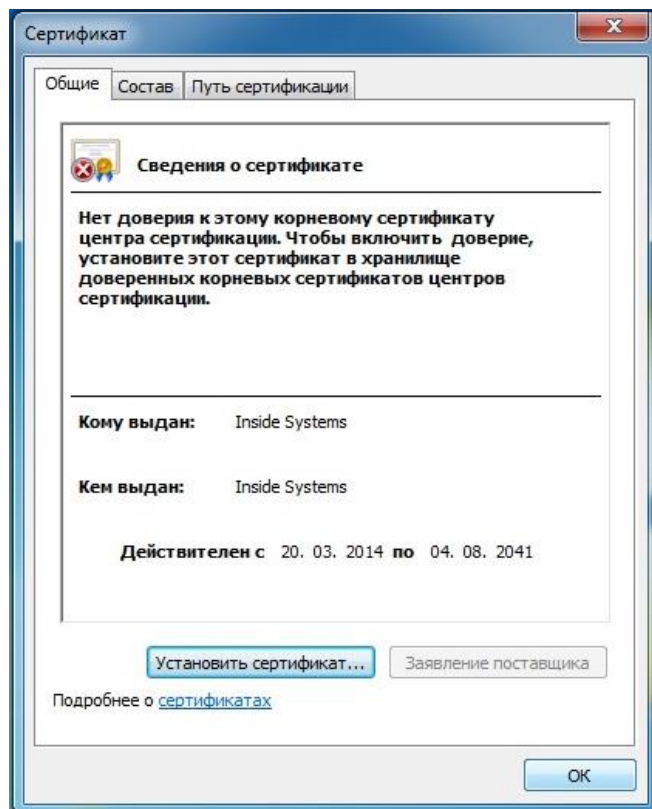 Сертификат
Общие Состав Путь сертификации
Сведения о сертификате
Нет доверия к этому корневому сертификату
центра сертификации. Чтобы включить доверие,
установите этот сертификат в хранилище
доверенных корневых сертификатов центров
сертификации.
Кому выдан: Inside Systems
Кем выдан: Inside Systems
Действителен с 20. 03. 2014 по 04. 08. 2041
Установить сертификат... Заявление поставщика
Подробнее о сертификатах
ОК